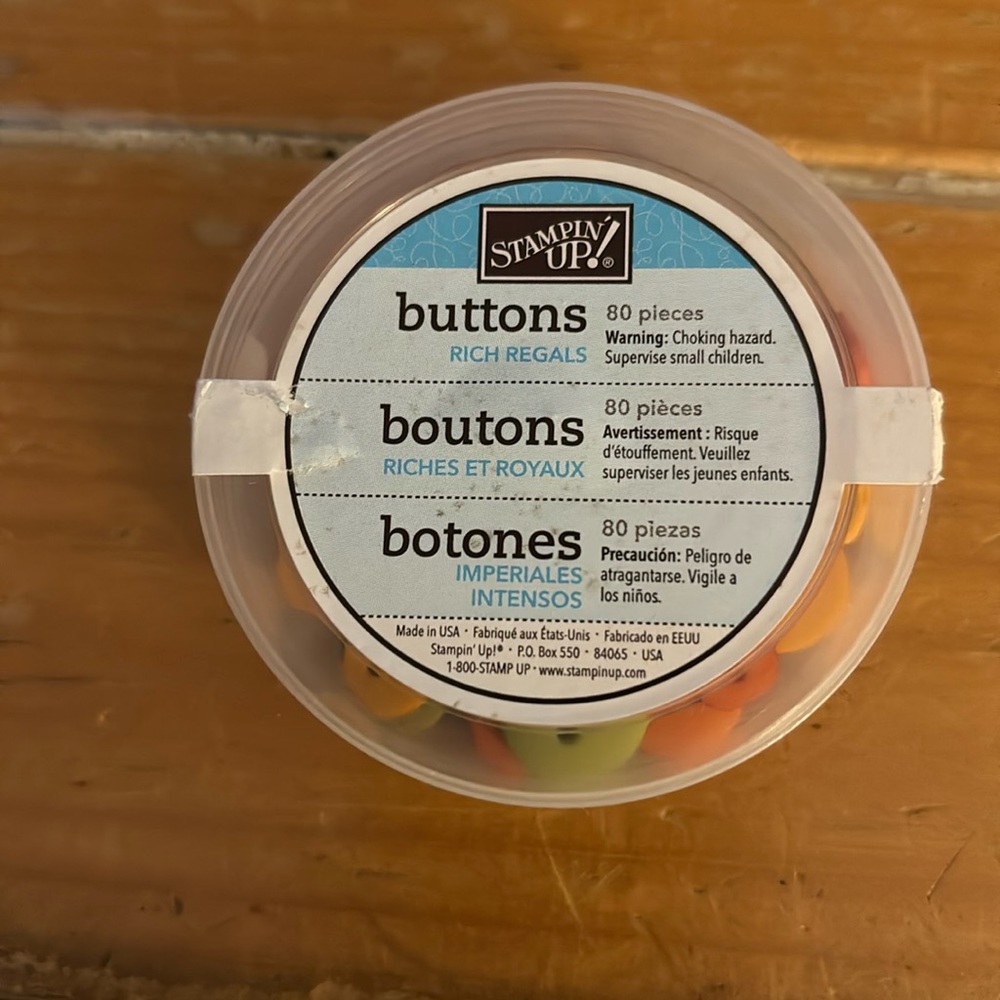 STAMPIN'
UP!®
buttons
RICH REGALS
80 pieces
Warning: Choking hazard.
Supervise small children.
boutons
RICHES ET ROYAUX
80 pièces
Avertissement : Risque
d'étouffement. Veuillez
superviser les jeunes enfants.
botones
IMPERIALES
INTENSOS
80 piezas
Precaución: Peligro de
atragantarse. Vigile a
los niños.
Made in USA · Fabriqué aux États-Unis · Fabricado en EEUU
Stampin' Up!® · P.O. Box 550 · 84065 · USA
1-800-STAMP UP · www.stampinup.com